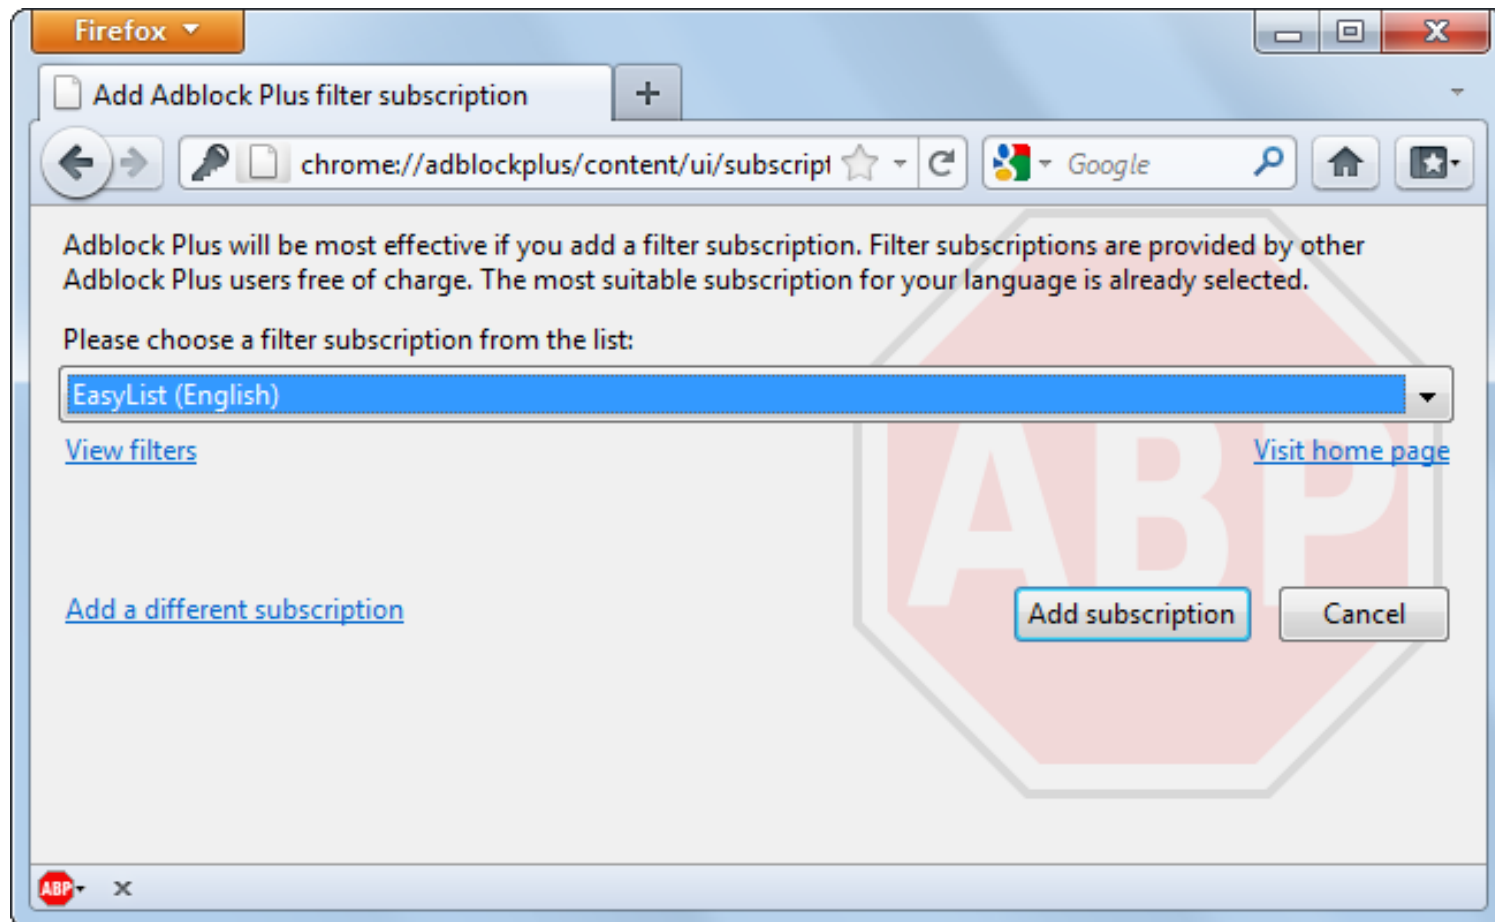 Firefox
Add Adblock Plus filter subscription
chrome://adblockplus/content/ui/subscript
Google
Adblock Plus will be most effective if you add a filter subscription. Filter subscriptions are provided by other
Adblock Plus users free of charge. The most suitable subscription for your language is already selected.
Please choose a filter subscription from the list:
EasyList (English)
View filters
Visit home page
ABP
Add a different subscription
Add subscription
Cancel
ABP